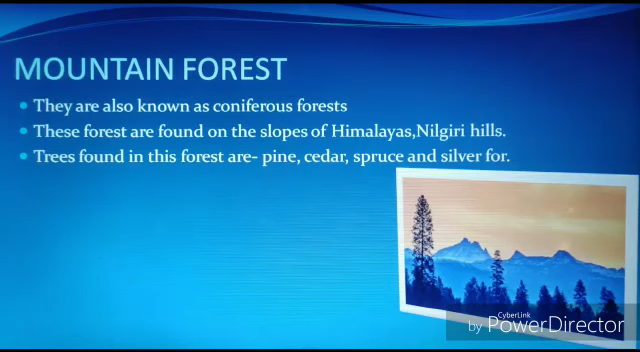 MOUNTAIN FOREST
They are also known as coniferous forests
These forest are found on the slopes of Himalayas,Nilgiri hills.
Trees found in this forest are- pine, cedar, spruce and silver for.
CyberLink
by PowerDirector